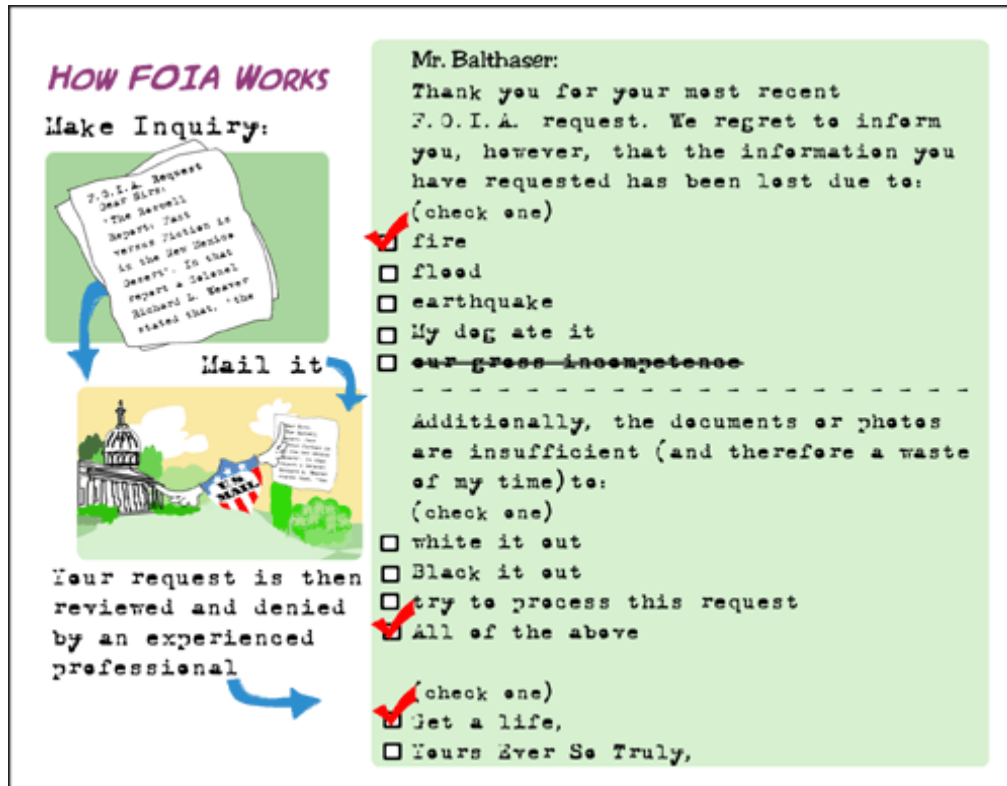 How FOIA Works
Make Inquiry:
F.O.I.A. Request
Dear Sirs:
"The Roswell
Report: Fact
versus Fiction is
in the New Mexico
Desert". In that
report a Colonel
Richard L. Weaver
stated that, "the
Mail it
U.S.
MAIL
Your request is then
reviewed and denied
by an experienced
professional
Mr. Balthaser:
Thank you for your most recent
F.O.I.A. request. We regret to inform
you, however, that the information you
have requested has been lost due to:
(check one)
fire
flood
earthquake
My dog ate it
our gross incompetence
Additionally, the documents or photos
are insufficient (and therefore a waste
of my time)to:
(check one)
white it out
Black it out
try to process this request
All of the above
(check one)
Get a life,
Yours Ever So Truly,